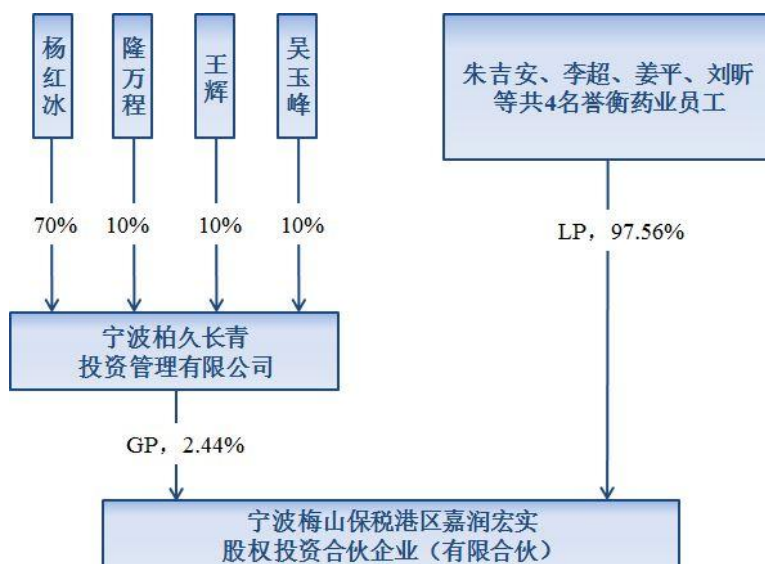 杨红冰
隆万程
王辉
吴玉峰
朱吉安、李超、姜平、刘昕
等共4名誉衡药业员工
70%
10%
10%
10%
LP，97.56%
宁波柏久长青
投资管理有限公司
GP，2.44%
宁波梅山保税港区嘉润宏实
股权投资合伙企业（有限合伙）